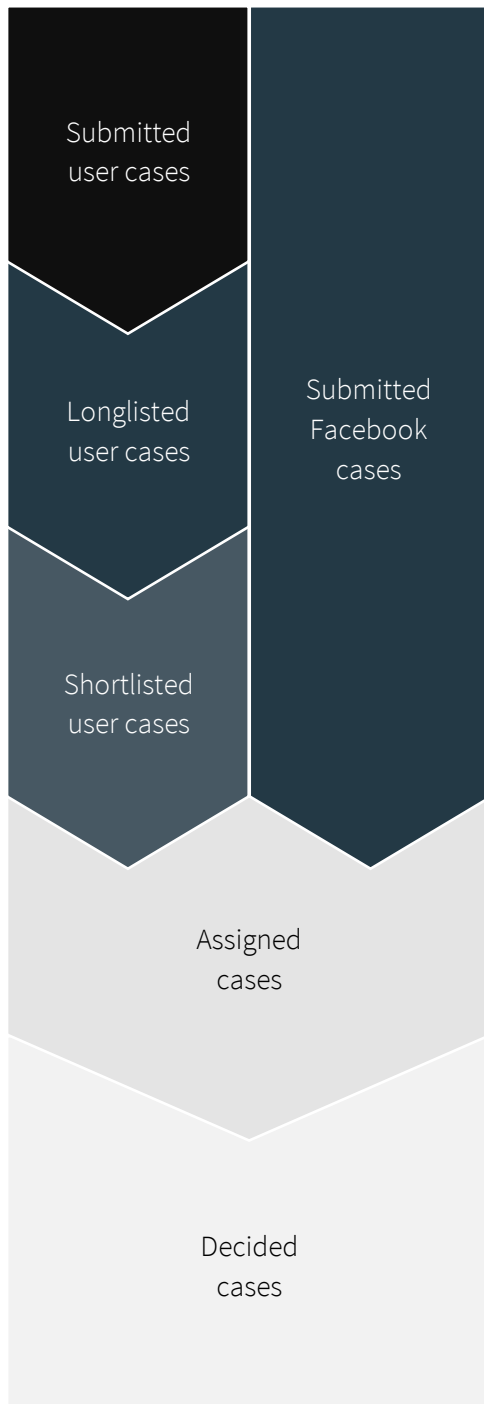 Submitted
user cases
Longlisted
user cases
Shortlisted
user cases
Submitted
Facebook
cases
Assigned
cases
Decided
cases